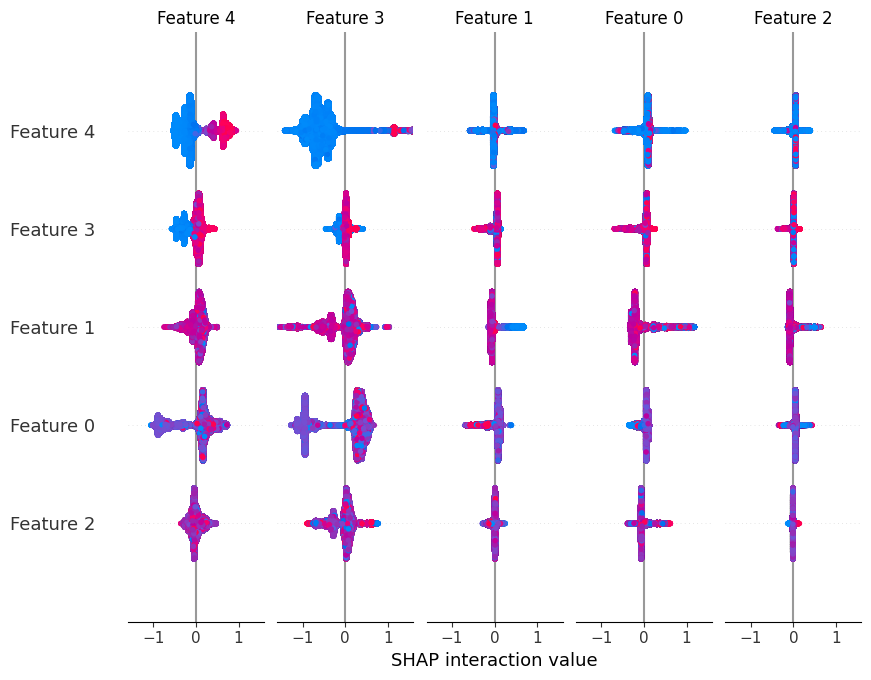 Feature 4 Feature 3 Feature 1 Feature 0 Feature 2
Feature 4
Feature 3
Feature 1
Feature 0
Feature 2
−1 0 1 −1 0 1 −1 0 1 −1 0 1 −1 0 1
SHAP interaction value